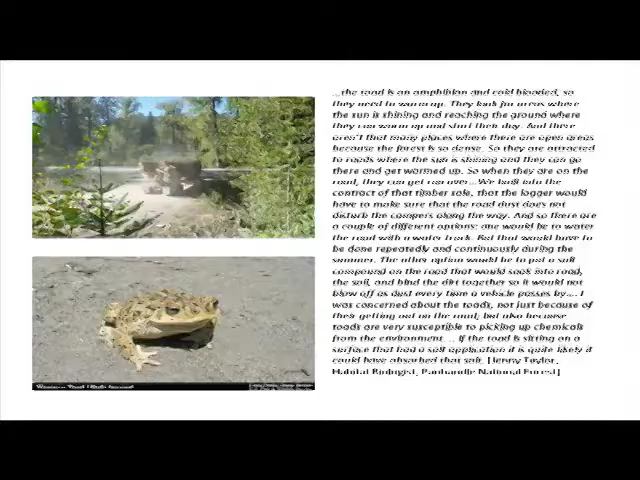 ...the toad is an amphibian and cold blooded, so
they need to warm up. They look for areas where
the sun is shining and reaching the ground where
they can warm up and start their day. And there
aren't that many places where there are open areas
because the forest is so dense. So they are attracted
to roads where the sun is shining and they can go
there and get warmed up. So when they are on the
road, they can get run over... We built into the
contract of that timber sale, that the logger would
have to make sure that the road dust does not
disturb the campers along the way. And so there are
a couple of different options: one would be to water
the road with a water truck. But that would have to
be done repeatedly and continuously during the
summer. The other option would be to put a salt
compound on the road that would soak into road,
the soil, and bind the dirt together so it would not
blow off as dust every time a vehicle passes by.... I
was concerned about the toads, not just because of
their getting out on the road; but also because
toads are very susceptible to picking up chemicals
from the environment ... if the toad is sitting on a
surface that had a salt application it is quite likely it
could have absorbed that salt. [Jenny Taylor,
Habitat Biologist, Panhandle National Forest]
Western Toad